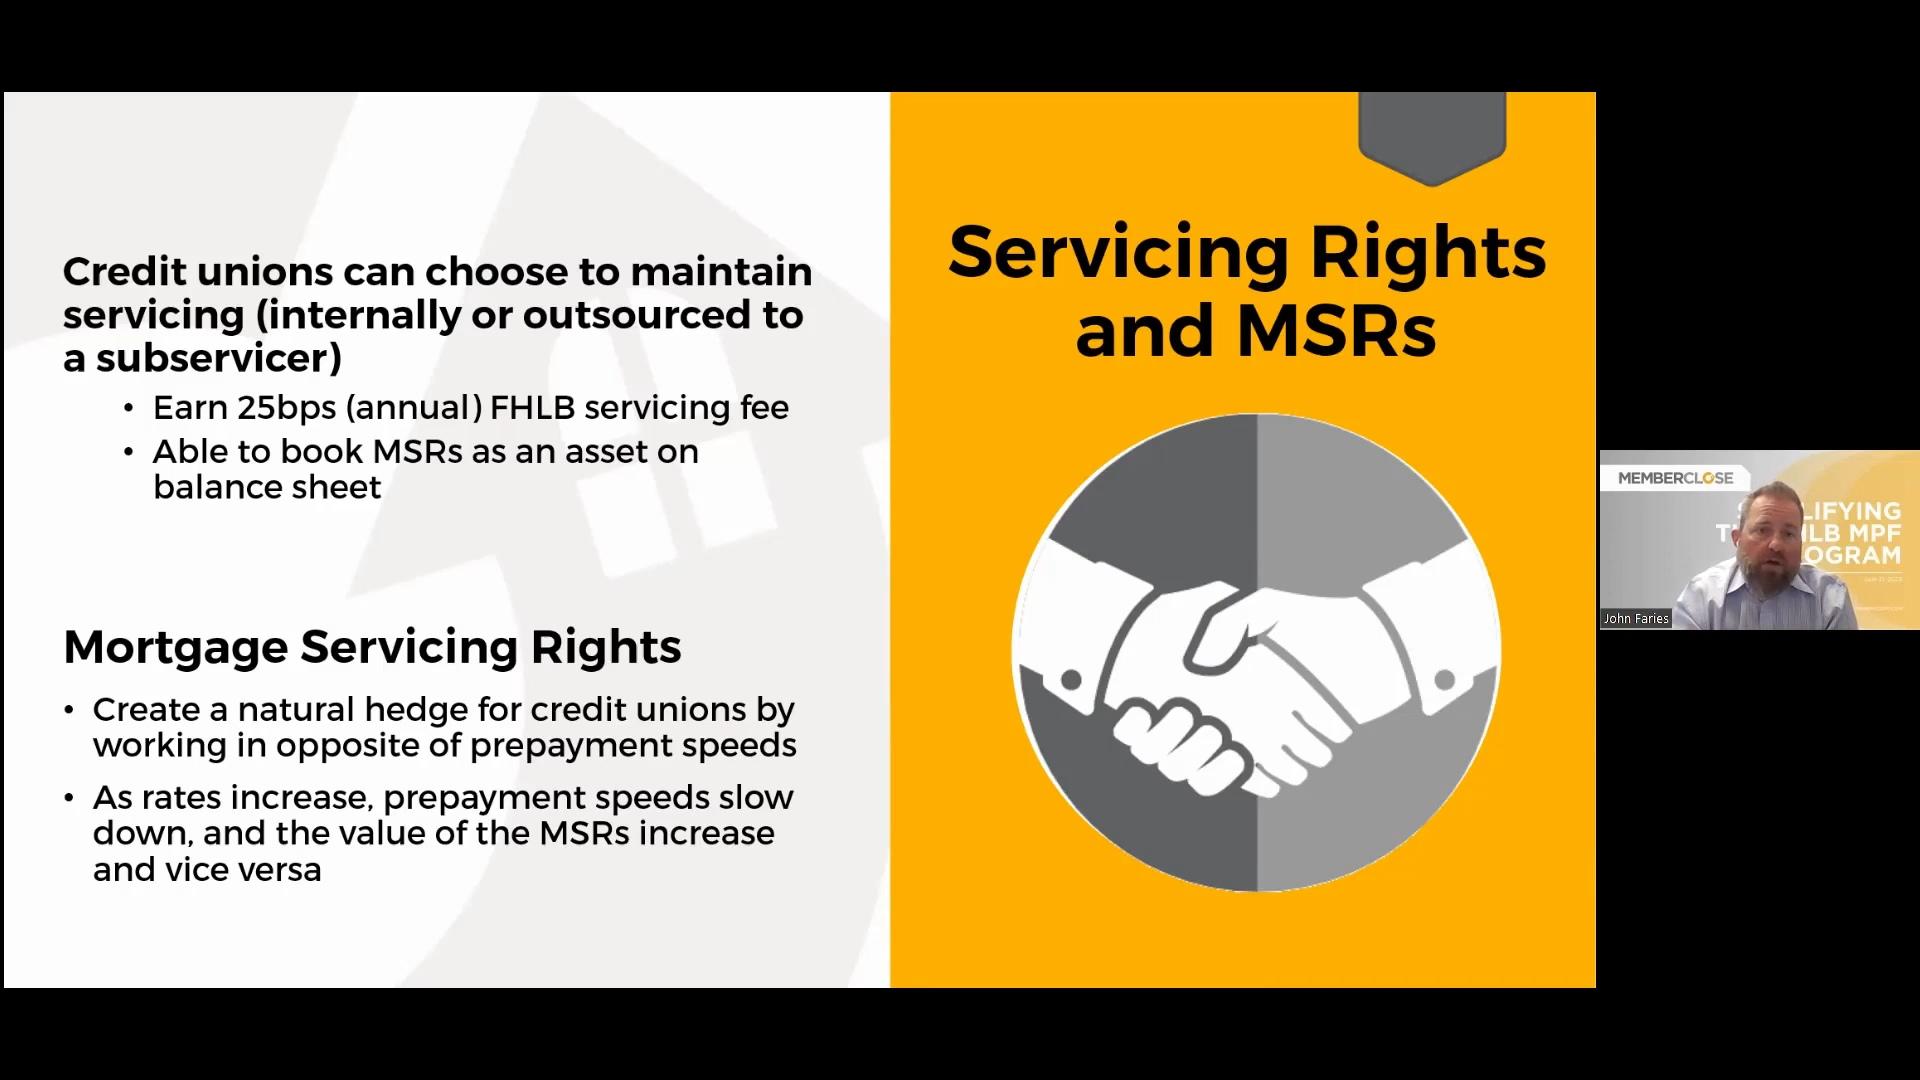 Credit unions can choose to maintain
servicing (internally or outsourced to
a subservicer)
• Earn 25bps (annual) FHLB servicing fee
• Able to book MSRs as an asset on
balance sheet
Mortgage Servicing Rights
• Create a natural hedge for credit unions by
working in opposite of prepayment speeds
• As rates increase, prepayment speeds slow
down, and the value of the MSRs increase
and vice versa
Servicing Rights
and MSRs
MEMBERCLOSE
LIFYING
LB MPF
OGRAM
John Faries